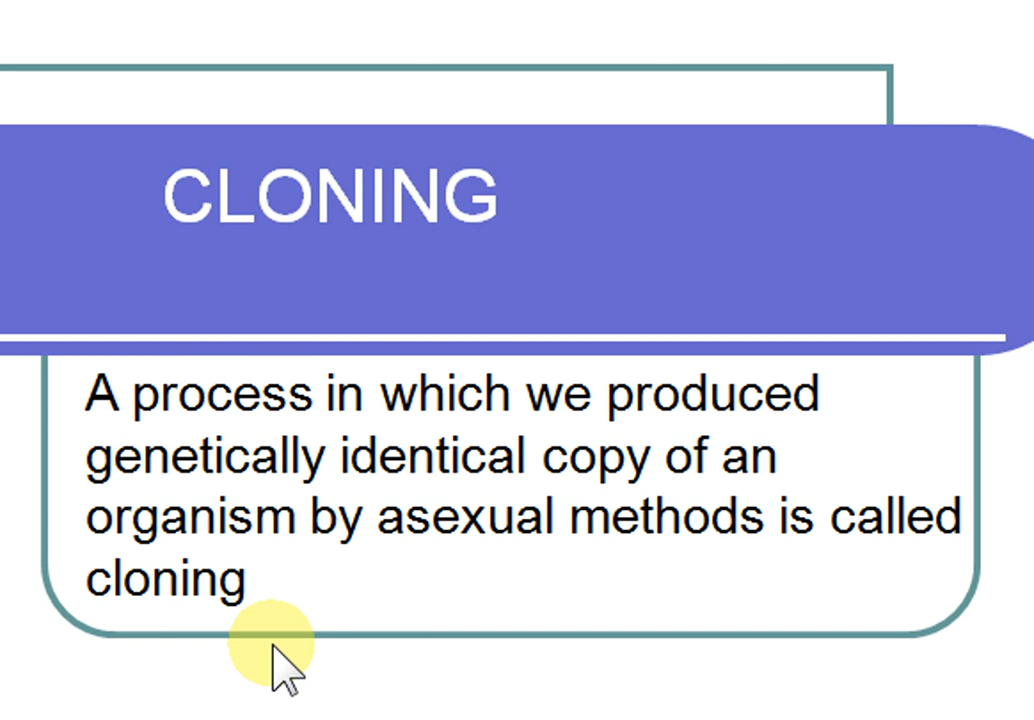 CLONING
A process in which we produced
genetically identical copy of an
organism by asexual methods is called
cloning